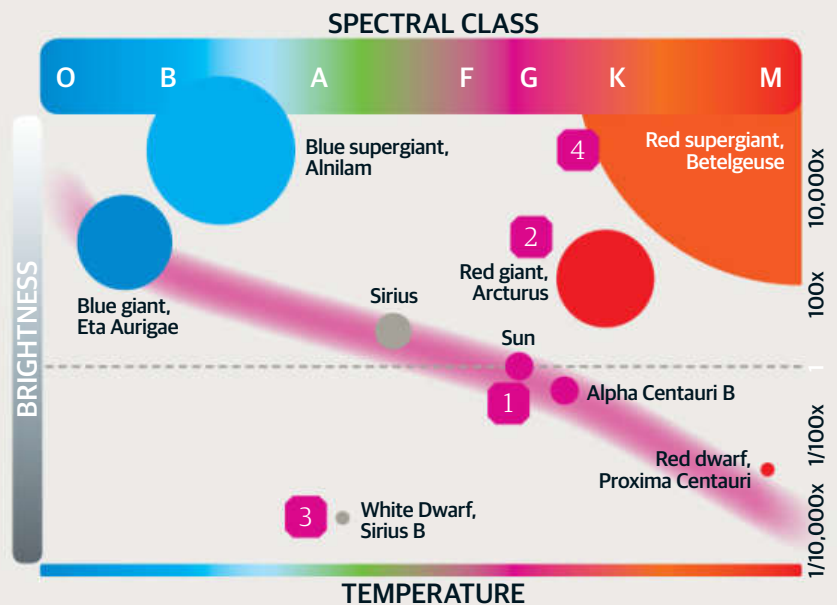 SPECTRAL CLASS
O B A F G K M
Blue supergiant,
Alnilam
4
Red supergiant,
Betelgeuse
10,000x
2
Red giant,
Arcturus
100x
Blue giant,
Eta Aurigae
Sirius
Sun
1
BRIGHTNESS
1
Alpha Centauri B
1/100x
Red dwarf,
Proxima Centauri
3
White Dwarf,
Sirius B
1/10,000x
TEMPERATURE